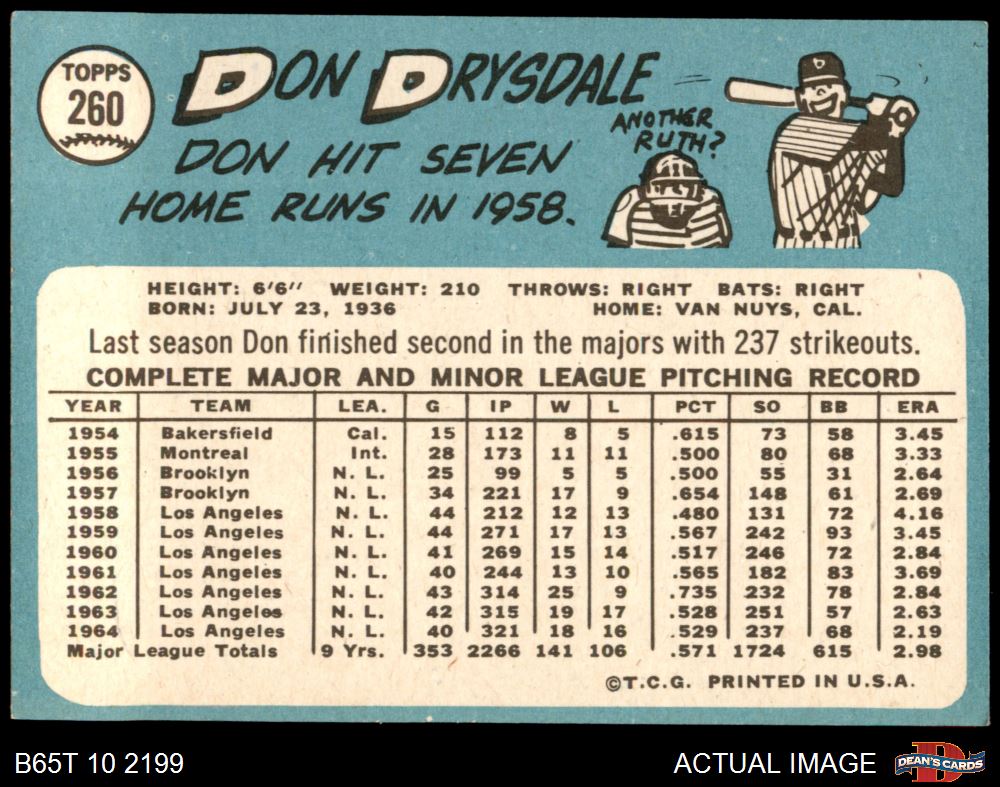 TOPPS
260
DON DRYSDALE
DON HIT SEVEN
HOME RUNS IN 1958.
ANOTHER
RUTH?
D
HEIGHT: 6'6" WEIGHT: 210 THROWS: RIGHT BATS: RIGHT
BORN: JULY 23, 1936 HOME: VAN NUYS, CAL.
Last season Don finished second in the majors with 237 strikeouts.
COMPLETE MAJOR AND MINOR LEAGUE PITCHING RECORD
YEAR TEAM LEA. G IP W L PCT SO BB ERA
1954 Bakersfield Cal. 15 112 8 5 .615 73 58 3.45
1955 Montreal Int. 28 173 11 11 .500 80 68 3.33
1956 Brooklyn N. L. 25 99 5 5 .500 55 31 2.64
1957 Brooklyn N. L. 34 221 17 9 .654 148 61 2.69
1958 Los Angeles N. L. 44 212 12 13 .480 131 72 4.16
1959 Los Angeles N. L. 44 271 17 13 .567 242 93 3.45
1960 Los Angeles N. L. 41 269 15 14 .517 246 72 2.84
1961 Los Angeles N. L. 40 244 13 10 .565 182 83 3.69
1962 Los Angeles N. L. 43 314 25 9 .735 232 78 2.84
1963 Los Angeles N. L. 42 315 19 17 .528 251 57 2.63
1964 Los Angeles N. L. 40 321 18 16 .529 237 68 2.19
Major League Totals 9 Yrs. 353 2266 141 106 .571 1724 615 2.98
©T.C.G. PRINTED IN U.S.A.
B65T 10 2199 ACTUAL IMAGE
D
DEAN'S CARDS